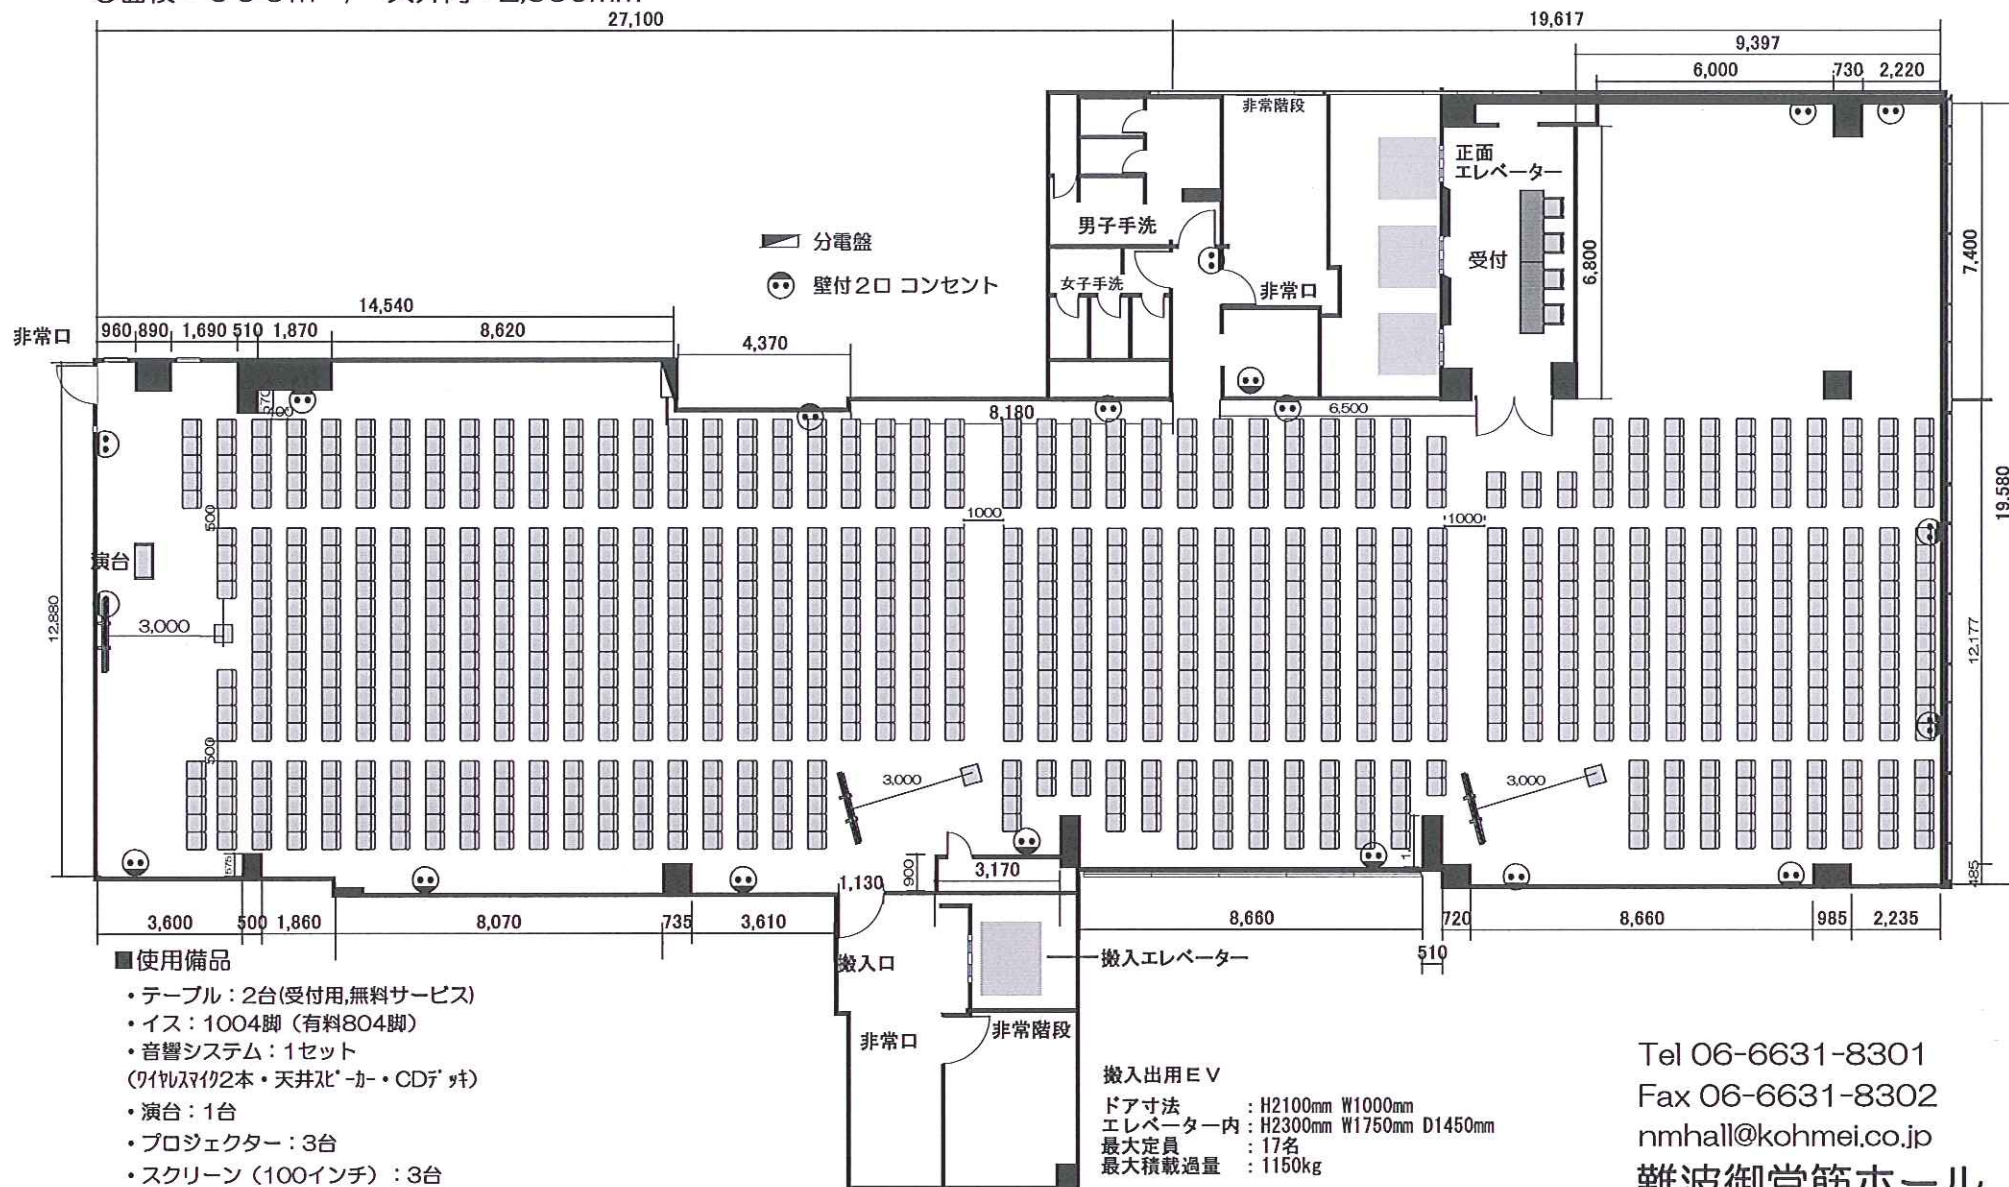 27,100
19,617
9,397
6,000
730
2,220
非常階段
正面
エレベーター
男子手洗
分電盤
受付
6,800
7,400
女子手洗
壁付2口 コンセント
非常口
14,540
非常口
960
890
1,690
510
1,870
8,620
4,370
8,180
6,500
19,580
500
1000
1000
演台
3,000
12,880
12,177
500
3,000
3,000
575
900
3,170
1,130
485
3,600
500
1,860
8,070
735
3,610
8,660
720
8,660
985
2,235
510
■使用備品
搬入口
搬入エレベーター
・テーブル：2台(受付用,無料サービス)
・イス：1004脚（有料804脚）
・音響システム：1セット
(ワイヤレスマイク2本・天井スピーカー・CDデッキ)
・演台：1台
・プロジェクター：3台
・スクリーン（100インチ）：3台
非常口
非常階段
搬入出用ＥＶ
ドア寸法 ：H2100mm W1000mm
エレベーター内：H2300mm W1750mm D1450mm
最大定員 ：17名
最大積載過量 ：1150kg
Tel 06-6631-8301
Fax 06-6631-8302
nmhall@kohmei.co.jp
難波御堂筋ホール